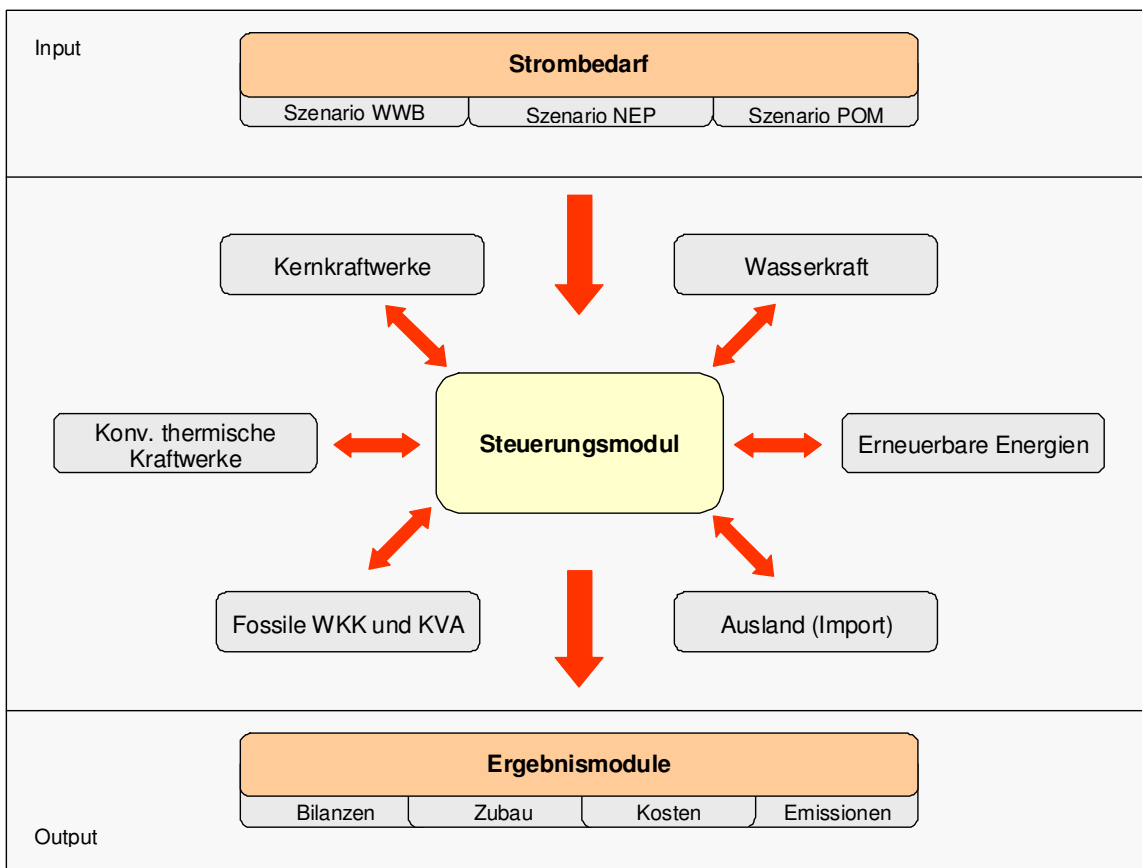 Input
Strombedarf
Szenario WWB
Szenario NEP
Szenario POM
Kernkraftwerke
Wasserkraft
Konv. thermische
Kraftwerke
Steuerungsmodul
Erneuerbare Energien
Fossile WKK und KVA
Ausland (Import)
Ergebnismodule
Bilanzen
Zubau
Kosten
Emissionen
Output